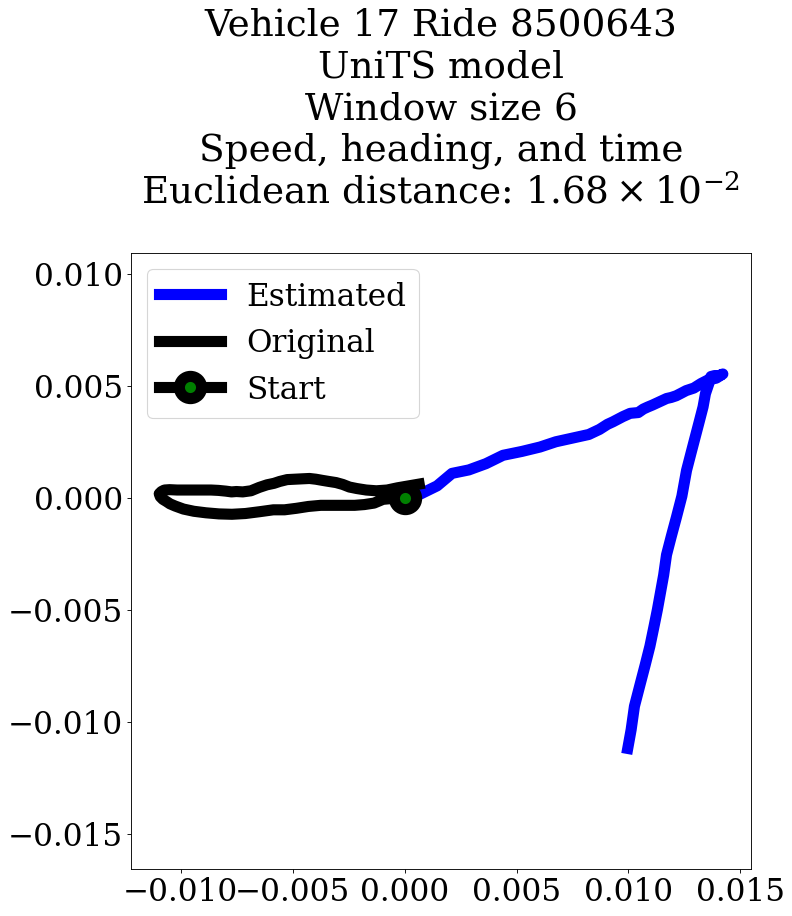 Vehicle 17 Ride 8500643
UniTS model
Window size 6
Speed, heading, and time
Euclidean distance: 1.68 × 10⁻²
Estimated
Original
Start
0.010
0.005
0.000
−0.005
−0.010
−0.015
−0.010 −0.005 0.000 0.005 0.010 0.015